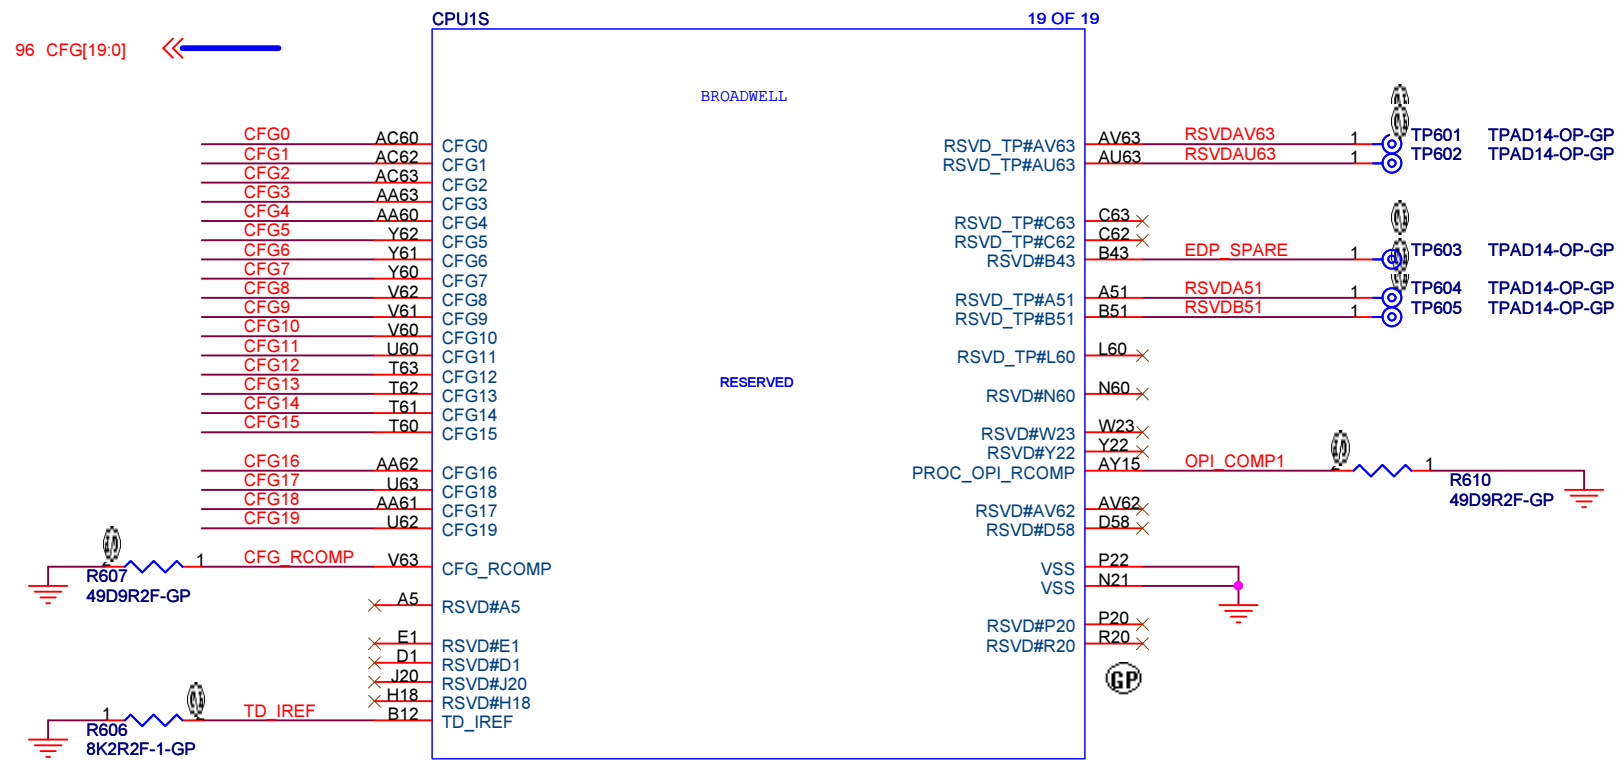 CPU1S
19 OF 19
96 CFG[19:0]
BROADWELL
RESERVED
CFG0 AC60 CFG0
CFG1 AC62 CFG1
CFG2 AC63 CFG2
CFG3 AA63 CFG3
CFG4 AA60 CFG4
CFG5 Y62 CFG5
CFG6 Y61 CFG6
CFG7 Y60 CFG7
CFG8 V62 CFG8
CFG9 V61 CFG9
CFG10 V60 CFG10
CFG11 U60 CFG11
CFG12 T63 CFG12
CFG13 T62 CFG13
CFG14 T61 CFG14
CFG15 T60 CFG15
CFG16 AA62 CFG16
CFG17 U63 CFG18
CFG18 AA61 CFG17
CFG19 U62 CFG19
2 1 CFG_RCOMP V63 CFG_RCOMP
R607
49D9R2F-GP
A5 RSVD#A5
E1 RSVD#E1
D1 RSVD#D1
J20 RSVD#J20
H18 RSVD#H18
1 2 TD_IREF B12 TD_IREF
R606
8K2R2F-1-GP
RSVD_TP#AV63 AV63 RSVDAV63 1 TP601 TPAD14-OP-GP
RSVD_TP#AU63 AU63 RSVDAU63 1 TP602 TPAD14-OP-GP
RSVD_TP#C63 C63
RSVD_TP#C62 C62
RSVD#B43 B43 EDP_SPARE 1 TP603 TPAD14-OP-GP
RSVD_TP#A51 A51 RSVDA51 1 TP604 TPAD14-OP-GP
RSVD_TP#B51 B51 RSVDB51 1 TP605 TPAD14-OP-GP
RSVD_TP#L60 L60
RSVD#N60 N60
RSVD#W23 W23
RSVD#Y22 Y22
PROC_OPI_RCOMP AY15 OPI_COMP1 2 1
R610
49D9R2F-GP
RSVD#AV62 AV62
RSVD#D58 D58
VSS P22
VSS N21
RSVD#P20 P20
RSVD#R20 R20
GP